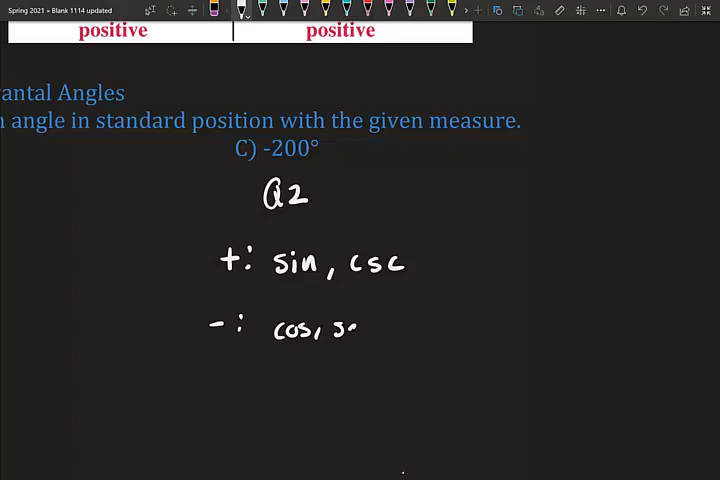 Spring 2021 » Blank 1114 updated
positive positive
antal Angles
angle in standard position with the given measure.
C) -200°
Q2
+: sin, csc
- : cos, s